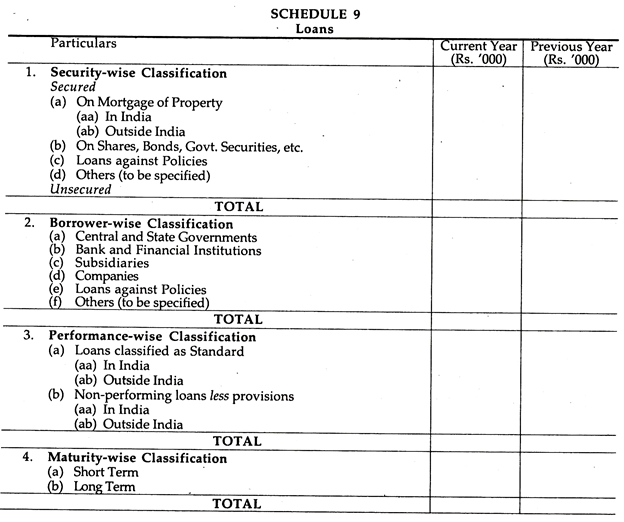 SCHEDULE 9
Loans
Particulars Current Year Previous Year
(Rs. '000) (Rs. '000)
1. Security-wise Classification
Secured
(a) On Mortgage of Property
(aa) In India
(ab) Outside India
(b) On Shares, Bonds, Govt. Securities, etc.
(c) Loans against Policies
(d) Others (to be specified)
Unsecured
TOTAL
2. Borrower-wise Classification
(a) Central and State Governments
(b) Bank and Financial Institutions
(c) Subsidiaries
(d) Companies
(e) Loans against Policies
(f) Others (to be specified)
TOTAL
3. Performance-wise Classification
(a) Loans classified as Standard
(aa) In India
(ab) Outside India
(b) Non-performing loans less provisions
(aa) In India
(ab) Outside India
TOTAL
4. Maturity-wise Classification
(a) Short Term
(b) Long Term
TOTAL